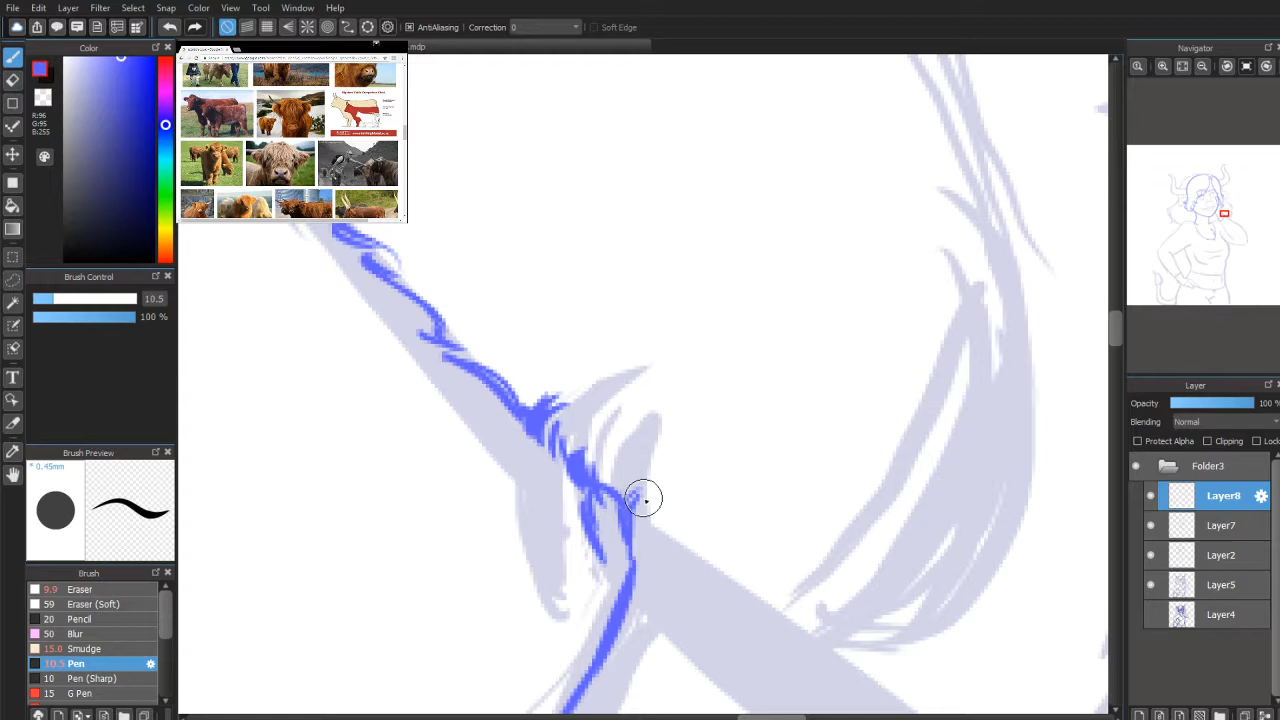 File Edit Layer Filter Select Snap Color View Tool Window Help
AntiAliasing Correction 0 Soft Edge
Color
.mdp
Navigator
R:96
G:95
B:255
Brush Control
10.5
100 %
Brush Preview
* 0.45mm
Brush
9.9 Eraser
59 Eraser (Soft)
20 Pencil
50 Blur
15.0 Smudge
10.5 Pen
10 Pen (Sharp)
15 G Pen
Layer
Opacity 100 %
Blending Normal
Protect Alpha Clipping Lock
Folder3
Layer8
Layer7
Layer2
Layer5
Layer4